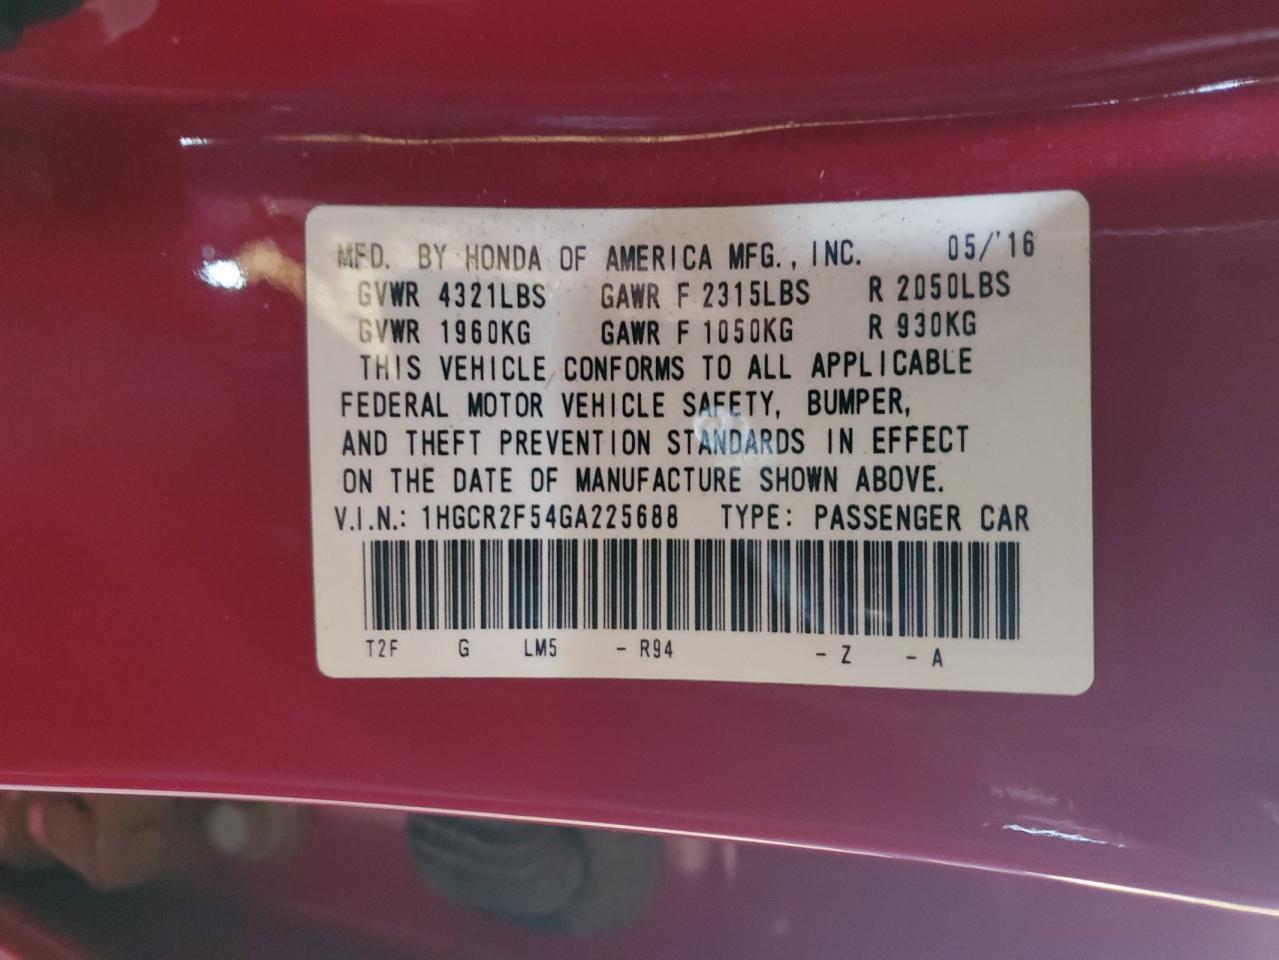 MFD. BY HONDA OF AMERICA MFG., INC. 05/'16
GVWR 4321LBS GAWR F 2315LBS R 2050LBS
GVWR 1960KG GAWR F 1050KG R 930KG
THIS VEHICLE CONFORMS TO ALL APPLICABLE
FEDERAL MOTOR VEHICLE SAFETY, BUMPER,
AND THEFT PREVENTION STANDARDS IN EFFECT
ON THE DATE OF MANUFACTURE SHOWN ABOVE.
V.I.N.: 1HGCR2F54GA225688 TYPE: PASSENGER CAR
T2F G LM5 - R94 - Z - A